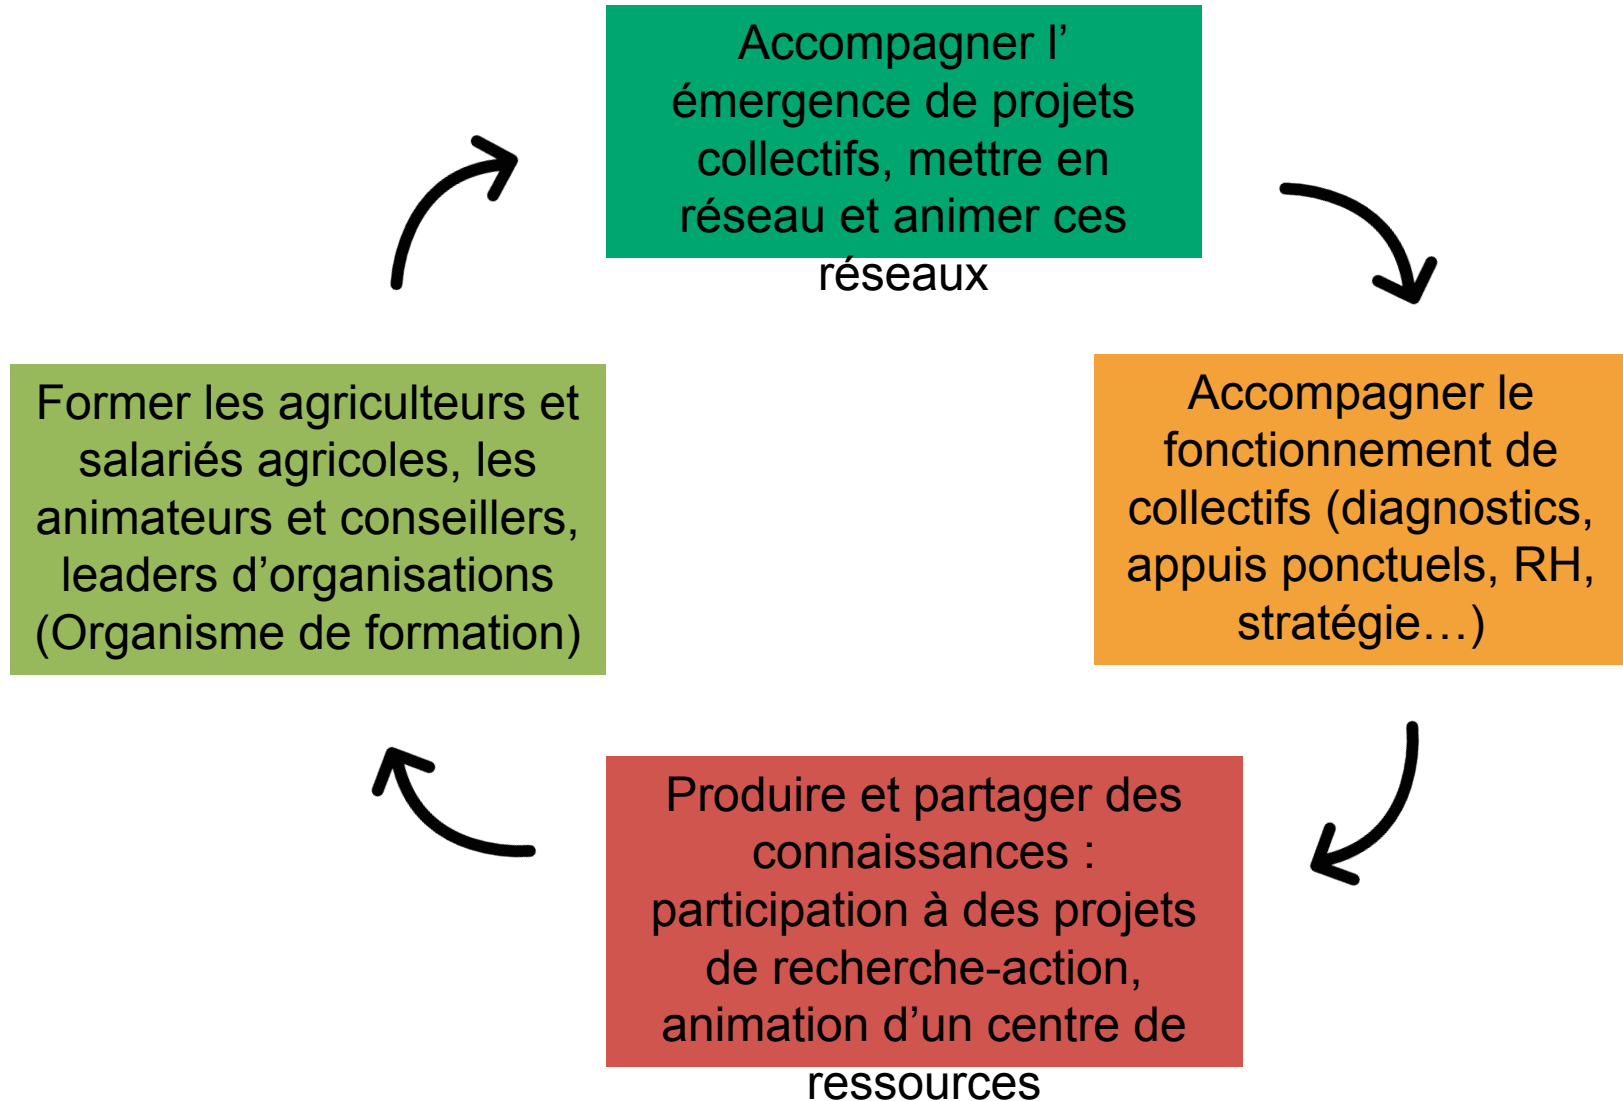 Accompagner l’
émergence de projets
collectifs, mettre en
réseau et animer ces
réseaux
Former les agriculteurs et
salariés agricoles, les
animateurs et conseillers,
leaders d’organisations
(Organisme de formation)
Accompagner le
fonctionnement de
collectifs (diagnostics,
appuis ponctuels, RH,
stratégie…)
Produire et partager des
connaissances :
participation à des projets
de recherche-action,
animation d’un centre de
ressources